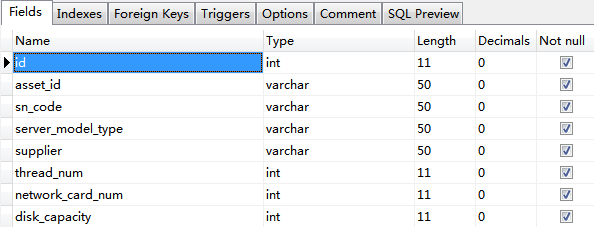 Fields Indexes Foreign Keys Triggers Options Comment SQL Preview
Name Type Length Decimals Not null
id int 11 0
asset_id varchar 50 0
sn_code varchar 50 0
server_model_type varchar 50 0
supplier varchar 50 0
thread_num int 11 0
network_card_num int 11 0
disk_capacity int 11 0